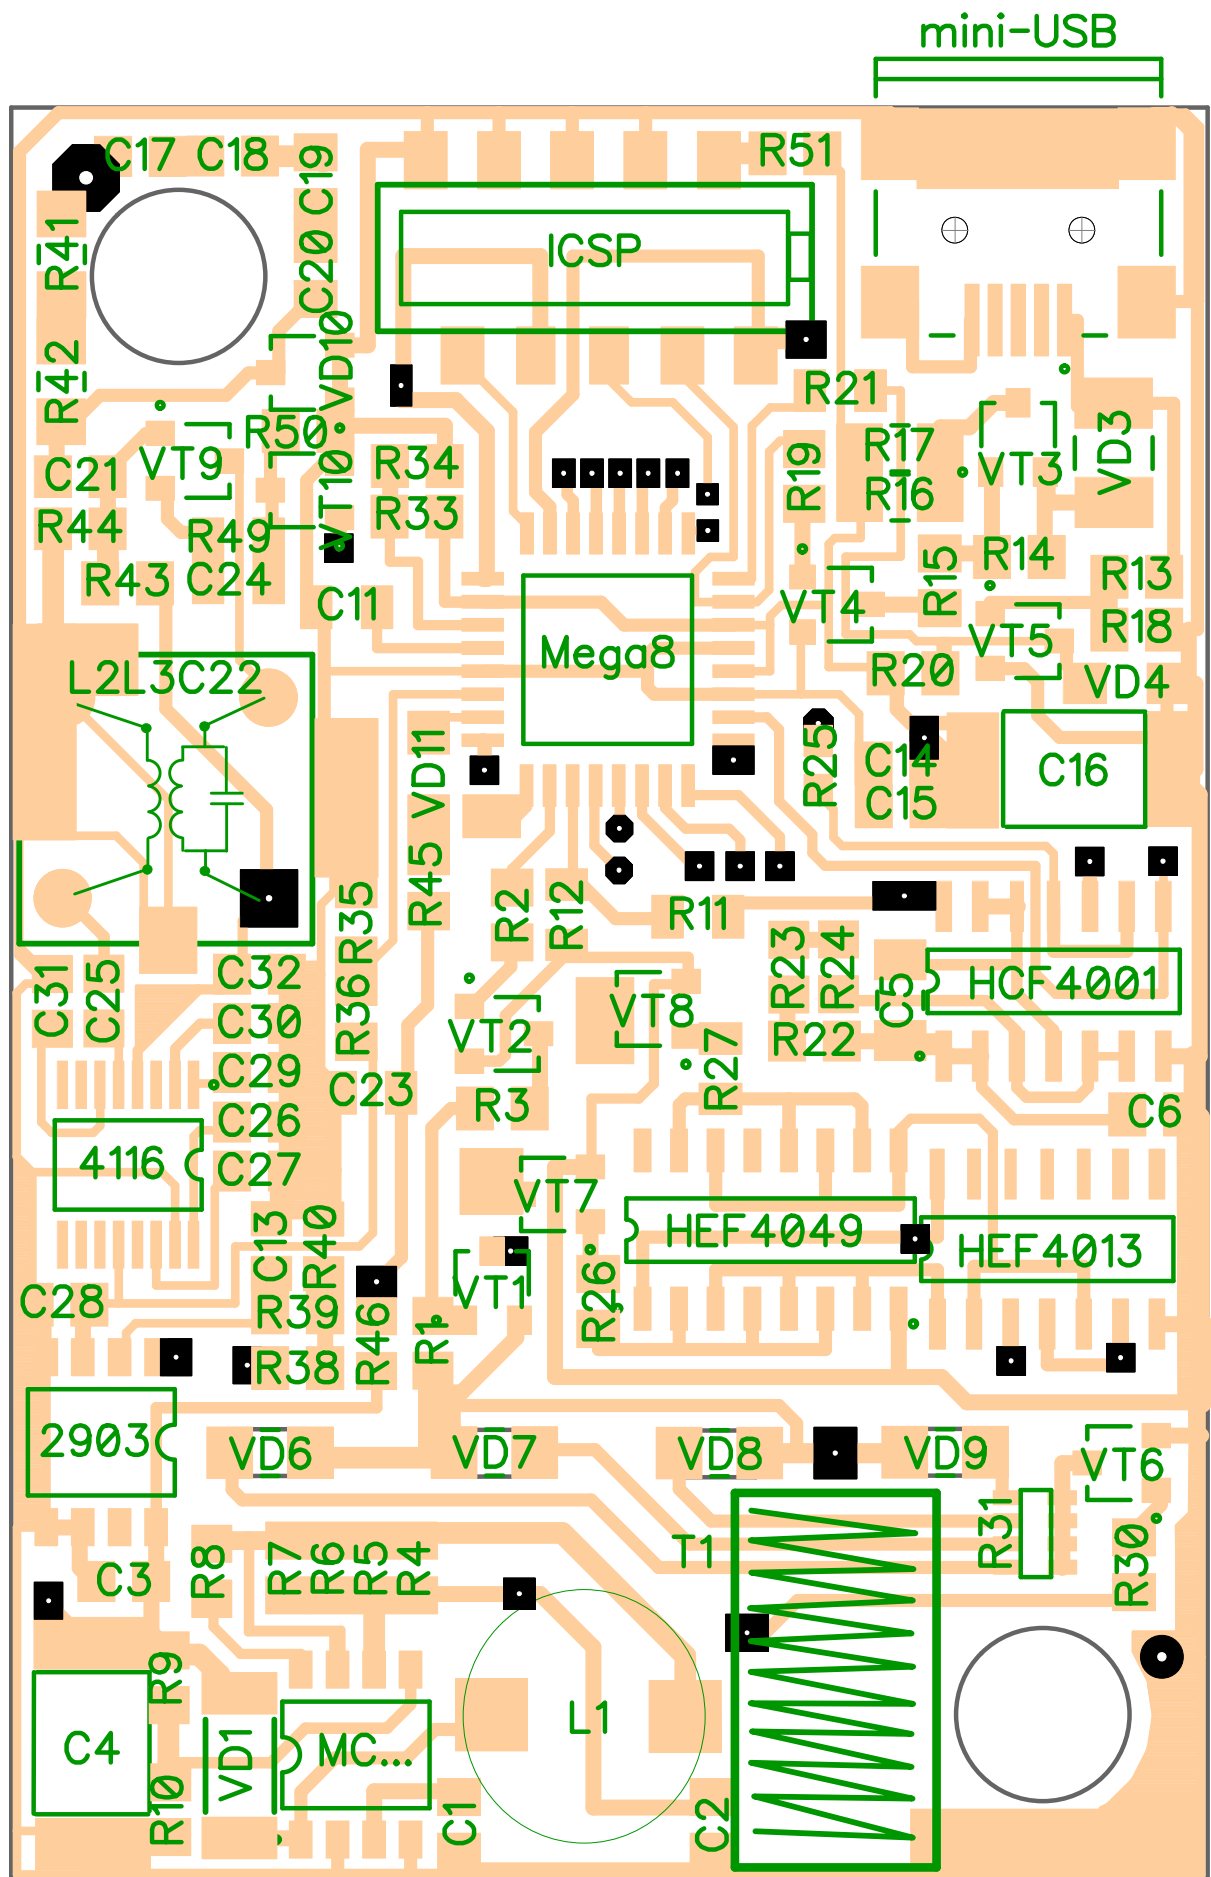 mini-USB
C17 C18 C19 R51
R41 C20 ICSP
R42 VD10 R21
C21 VT9 R50 VT10 R34 R19 R17 VT3 VD3
R44 R49 R33 R16
R43 C24 C11 R15 R14 R13
Mega8 VT4 VT5 R18
L2L3C22 R20 VD4
VD11 R25 C14 C16
C15
R45 R35 R2 R12 R11
C31 C25 C32 R36 R23 R24 C5 HCF4001
C30 VT2 VT8 R22
C29 C23 R3 R27
C26 C6
4116 C27 VT7
C13 R40 HEF4049 HEF4013
C28 R39 R46 R1 VT1 R26
R38
2903 VD6 VD7 VD8 VD9 VT6
C3 R8 R7 R6 R5 R4 T1 R31 R30
R9
C4 VD1 MC... L1
R10 C1 C2